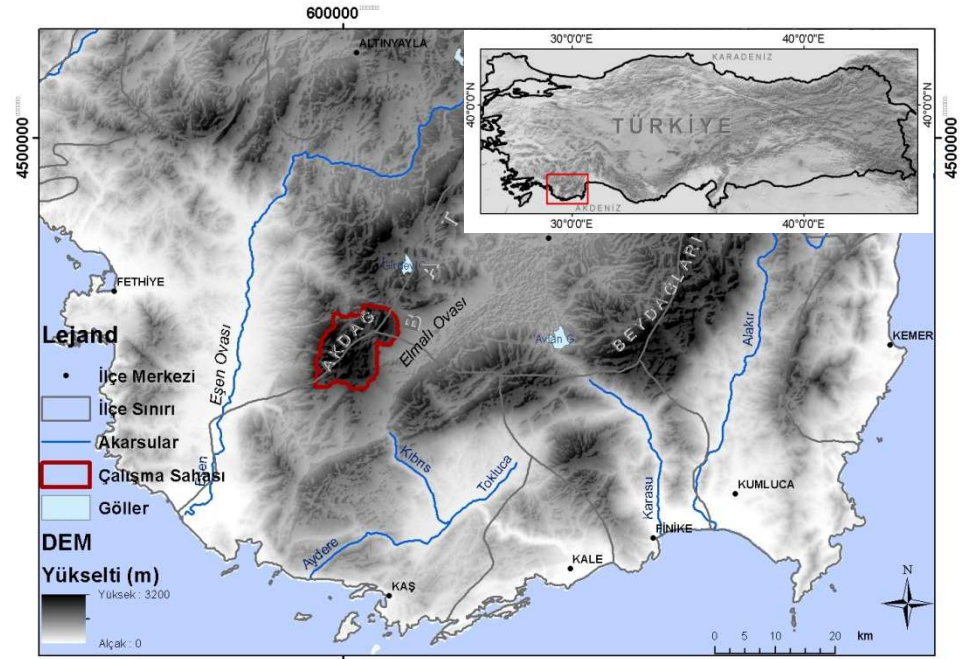 600000
ALTINYAYLA
30°0'0"E
40°0'0"E
KARADENİZ
40°0'0"N
TÜRKİYE
40°0'0"N
4500000
4500000
AKDENİZ
30°0'0"E
40°0'0"E
T
A
B
Girdev
FETHİYE
AKDAĞ
Elmalı Ovası
Avlan G.
BEYDAĞLARI
Alakır
KEMER
Eşen Ovası
Eşen
Kıbrıs
Tokluca
Aydere
Karasu
KUMLUCA
FİNİKE
KALE
KAŞ
Lejand
İlçe Merkezi
İlçe Sınırı
Akarsular
Çalışma Sahası
Göller
DEM
Yükselti (m)
Yüksek : 3200
Alçak : 0
N
0 5 10 20 km